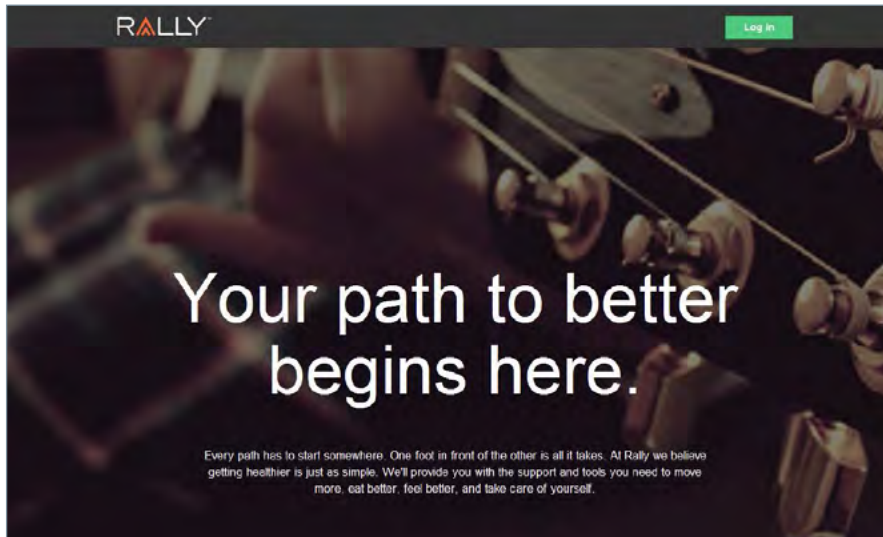 RALLY™
Log In
Your path to better
begins here.
Every path has to start somewhere. One foot in front of the other is all it takes. At Rally we believe
getting healthier is just as simple. We'll provide you with the support and tools you need to move
more, eat better, feel better, and take care of yourself.